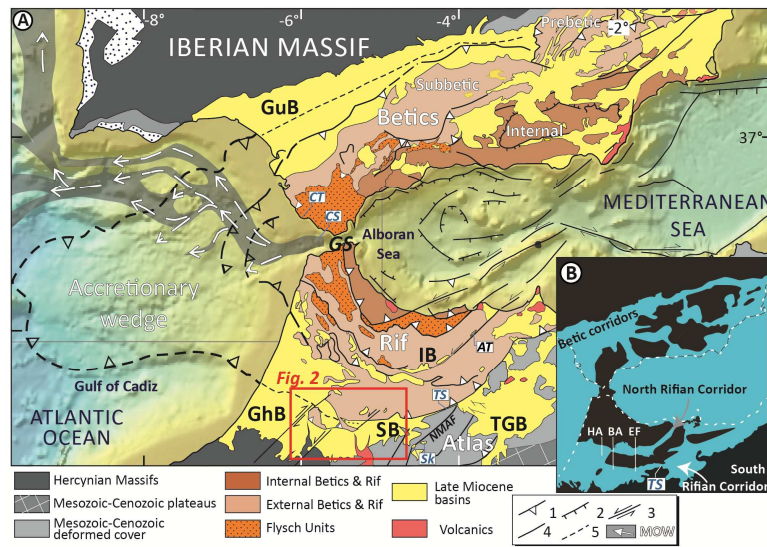 A
-8°
-6°
-4°
-2°
IBERIAN MASSIF
Prebetic
Subbetic
GuB
Betics
Internal
37°
CT
CS
MEDITERRANEAN
SEA
GS
Alboran
Sea
Accretionary
wedge
Rif
IB
AT
Gulf of Cadiz
Fig. 2
ATLANTIC
OCEAN
GhB
SB
TS
NMAF
Atlas
TGB
Sk
B
Betic corridors
North Rifian Corridor
HA BA EF
TS
South
Rifian Corridor
Hercynian Massifs
Mesozoic-Cenozoic plateaus
Mesozoic-Cenozoic
deformed cover
Internal Betics & Rif
External Betics & Rif
Flysch Units
Late Miocene
basins
Volcanics
1 2 3
4 5 MOW